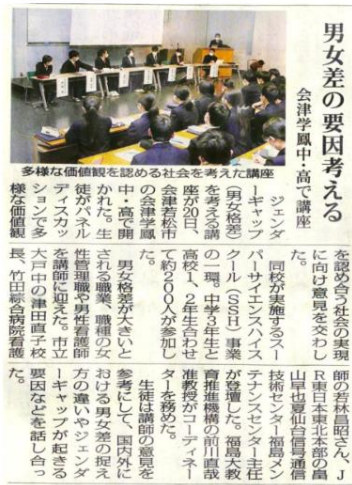 男女差の要因考える
会津学鳳中・高で講座
多様な価値観を認める社会を考えた講座
ジェンダ
ーギャップ
（男女格差）
を考える講
座が20日、
会津若松市
の会津学鳳
中・高で開
かれた。生
徒がパネル
ディスカッ
ションで多
様な価値観
を認め合う社会の実現
に向け意見を交わし
た。
同校が実施するスー
パーサイエンスハイス
クール（SSH）事業
の一環。中学3年生と
高校1、2年生合わせ
て約200人が参加し
た。
男女格差が大きいと
される職業、職種の女
性管理職や男性看護師
を講師に迎えた。市立
大戸中の津田直子校
長、竹田綜合病院看護
師の若林昌昭さん、J
R東日本東北本部の畠
山早也夏仙台信号通信
技術センター福島メン
テナンスセンター主任
が登壇した。福島大教
育推進機構の前川直哉
准教授がコーディネー
ターを務めた。
生徒は講師の意見を
参考にして、国内外に
おける男女差の捉え
方の違いやジェンダ
ーギャップが起きる
要因などを話し合っ
た。